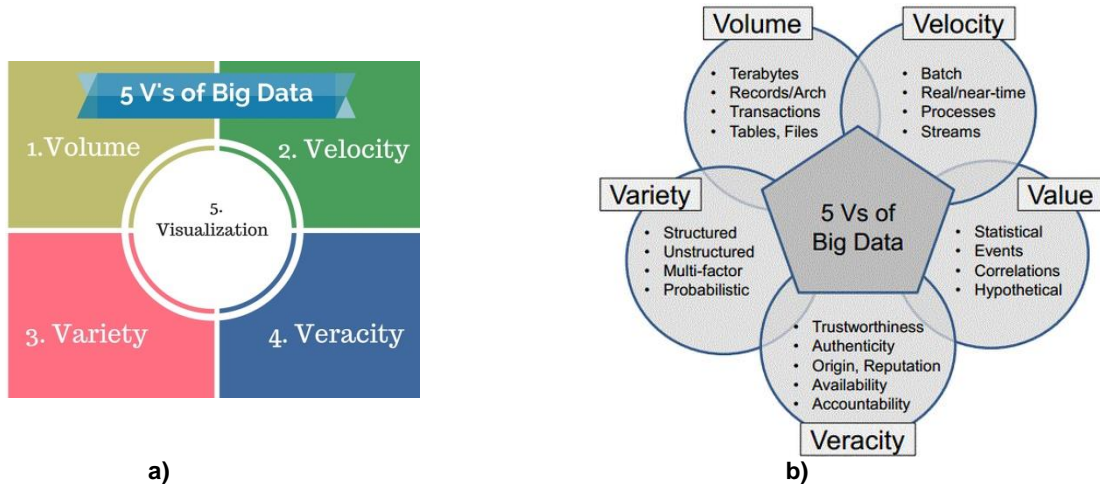 5 V's of Big Data
1.Volume
2. Velocity
5.
Visualization
3. Variety
4. Veracity
a)
Volume
• Terabytes
• Records/Arch
• Transactions
• Tables, Files
Velocity
• Batch
• Real/near-time
• Processes
• Streams
Variety
• Structured
• Unstructured
• Multi-factor
• Probabilistic
5 Vs of
Big Data
Value
• Statistical
• Events
• Correlations
• Hypothetical
• Trustworthiness
• Authenticity
• Origin, Reputation
• Availability
• Accountability
Veracity
b)